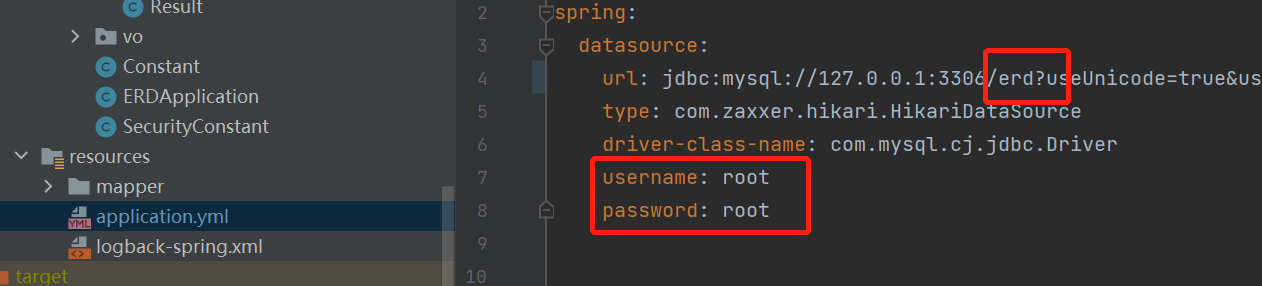 Result
vo
Constant
ERDApplication
SecurityConstant
resources
mapper
application.yml
logback-spring.xml
target
2 spring:
3 datasource:
4 url: jdbc:mysql://127.0.0.1:3306/erd?useUnicode=true&us
5 type: com.zaxxer.hikari.HikariDataSource
6 driver-class-name: com.mysql.cj.jdbc.Driver
7 username: root
8 password: root
9
10